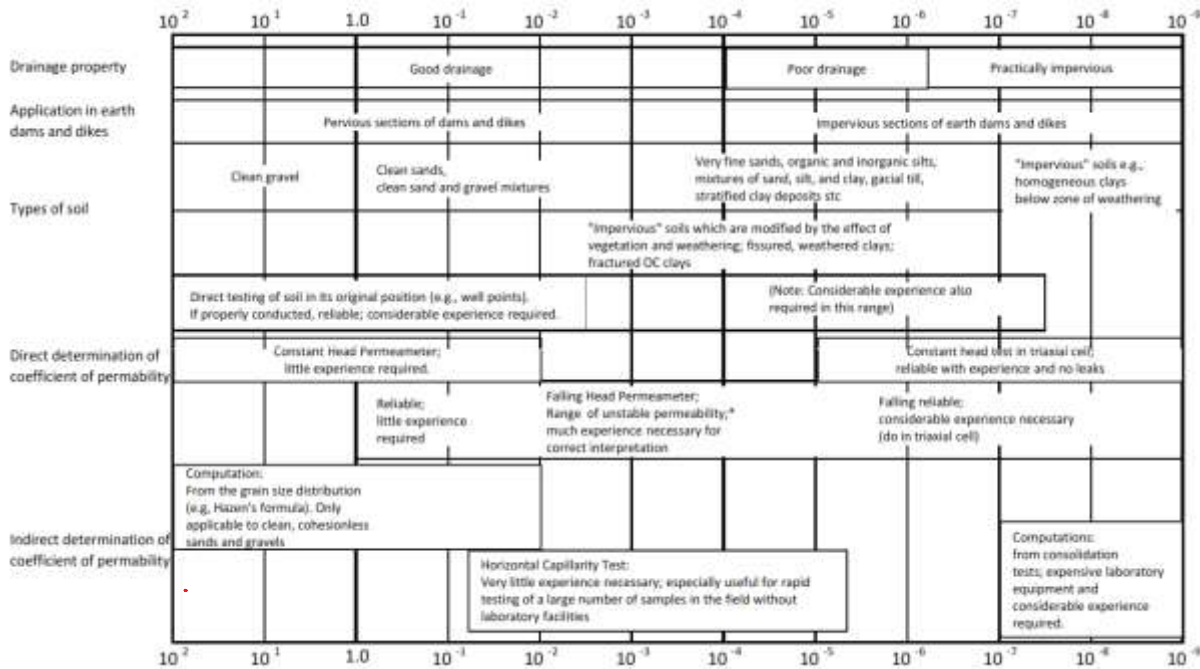 10² 10¹ 1.0 10⁻¹ 10⁻² 10⁻³ 10⁻⁴ 10⁻⁵ 10⁻⁶ 10⁻⁷ 10⁻⁸ 10⁻⁹
Drainage property
Good drainage
Poor drainage
Practically impervious
Application in earth
dams and dikes
Pervious sections of dams and dikes
Impervious sections of earth dams and dikes
Types of soil
Clean gravel
Clean sands,
clean sand and gravel mixtures
Very fine sands, organic and inorganic silts,
mixtures of sand, silt, and clay, gacial till,
stratified clay deposits stc
"Impervious" soils e.g.,
homogeneous clays
below zone of weathering
"Impervious" soils which are modified by the effect of
vegetation and weathering; fissured, weathered clays;
fractured OC clays
Direct determination of
coefficient of permability
Direct testing of soil in its original position (e.g., well points).
If properly conducted, reliable; considerable experience required.
(Note: Considerable experience also
required in this range)
Constant Head Permeameter;
little experience required.
Constant head test in triaxial cell;
reliable with experience and no leaks
Reliable;
little experience
required
Falling Head Permeameter;
Range of unstable permeability;*
much experience necessary for
correct interpretation
Falling reliable;
considerable experience necessary
(do in triaxial cell)
Indirect determination of
coefficient of permability
Computation:
From the grain size distribution
(e.g, Hazen's formula). Only
applicable to clean, cohesionless
sands and gravels
Horizontal Capillarity Test:
Very little experience necessary; especially useful for rapid
testing of a large number of samples in the field without
laboratory facilities
Computations:
from consolidation
tests; expensive laboratory
equipment and
considerable experience
required.
10² 10¹ 1.0 10⁻¹ 10⁻² 10⁻³ 10⁻⁴ 10⁻⁵ 10⁻⁶ 10⁻⁷ 10⁻⁸ 10⁻⁹